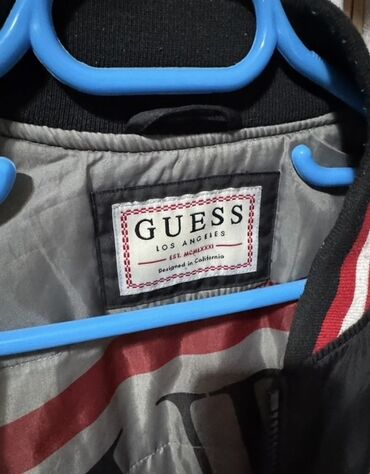 GUESS
LOS ANGELES
EST. MCMLXXXI
Designed in California